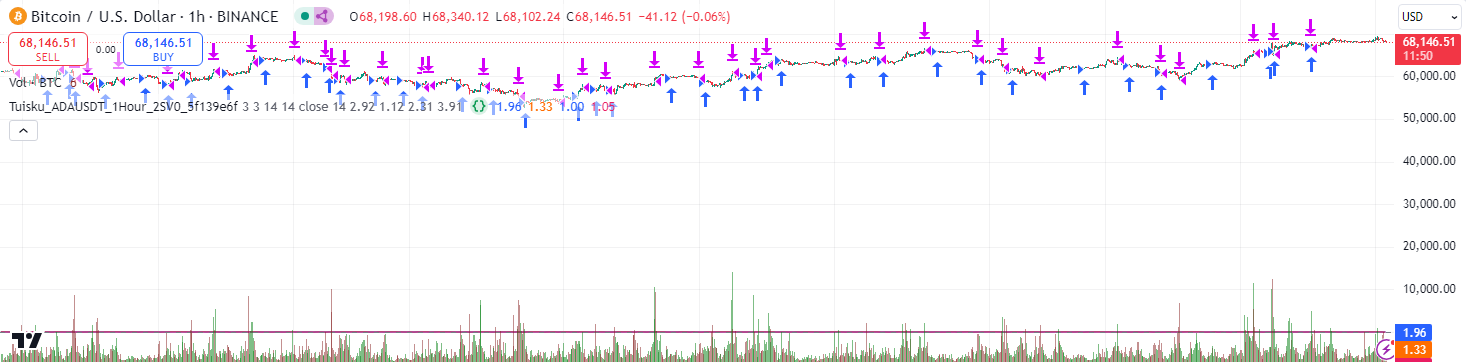 Bitcoin / U.S. Dollar · 1h · BINANCE O68,198.60 H68,340.12 L68,102.24 C68,146.51 −41.12 (−0.06%)
USD
68,146.51 SELL
0.00
68,146.51 BUY
Vol · BTC
Tuisku_ADAUSDT_1Hour_2SV0_5f139e6f 3 3 14 14 close 14 2.92 1.12 2.31 3.91 1.96 1.33 1.00 1.05
68,146.51
11:50
60,000.00
50,000.00
40,000.00
30,000.00
20,000.00
10,000.00
1.96
1.33